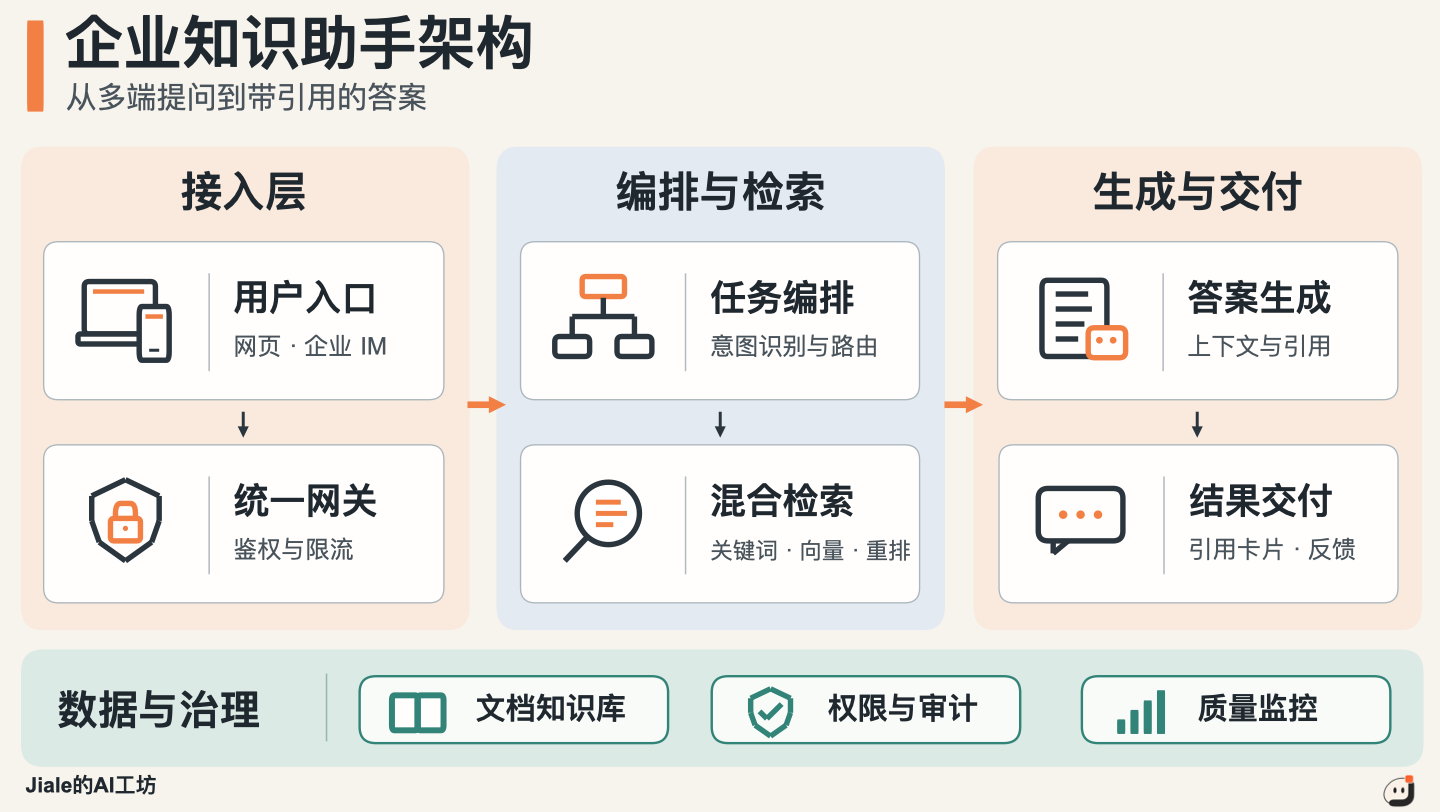 企业知识助手架构
从多端提问到带引用的答案
接入层
用户入口
网页 · 企业 IM
统一网关
鉴权与限流
编排与检索
任务编排
意图识别与路由
混合检索
关键词 · 向量 · 重排
生成与交付
答案生成
上下文与引用
结果交付
引用卡片 · 反馈
数据与治理
文档知识库
权限与审计
质量监控
Jiale的AI工坊